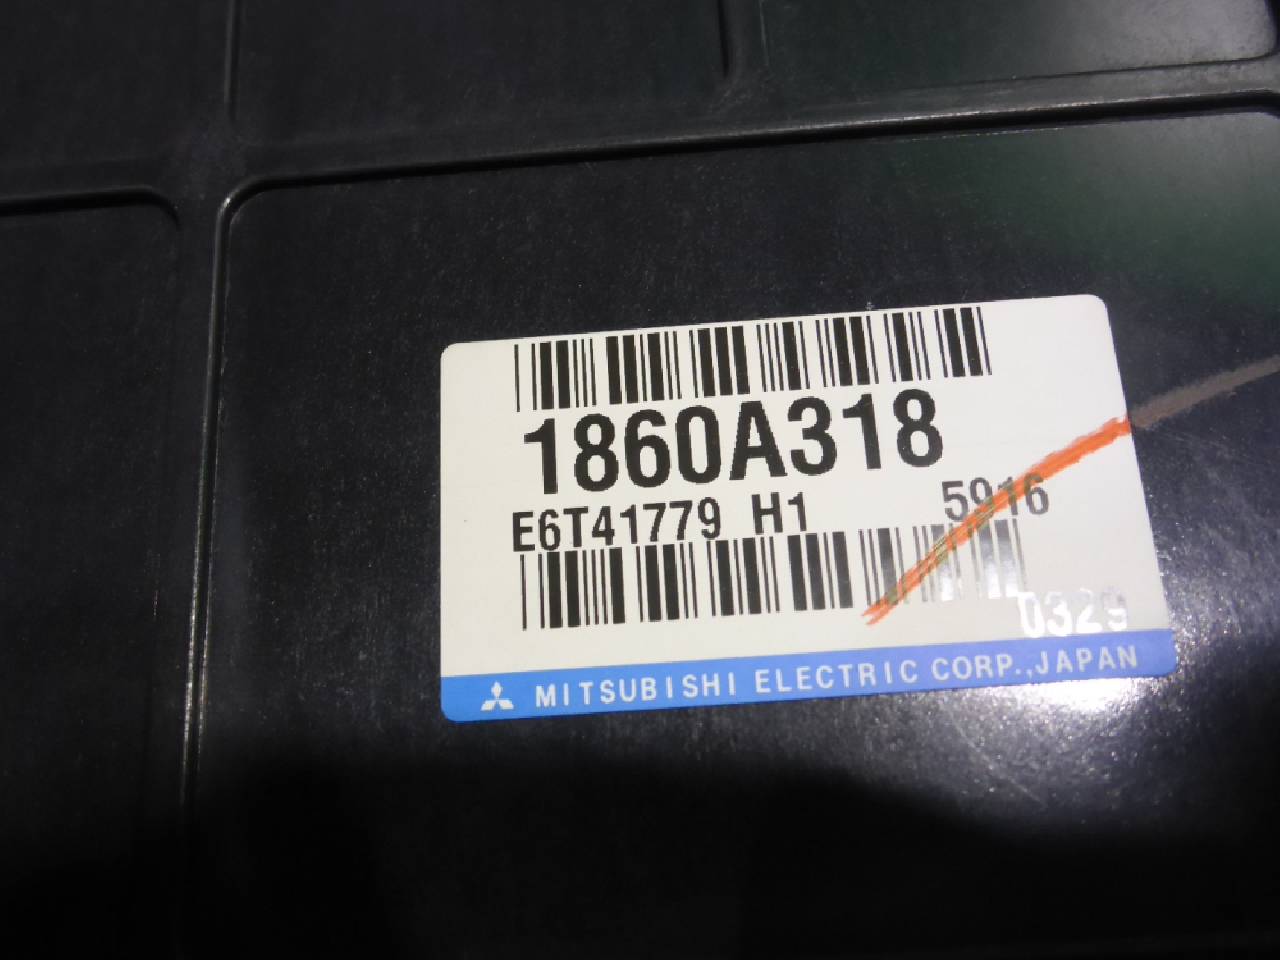 1860A318
E6T41779 H1 5916
0329
MITSUBISHI ELECTRIC CORP.,JAPAN